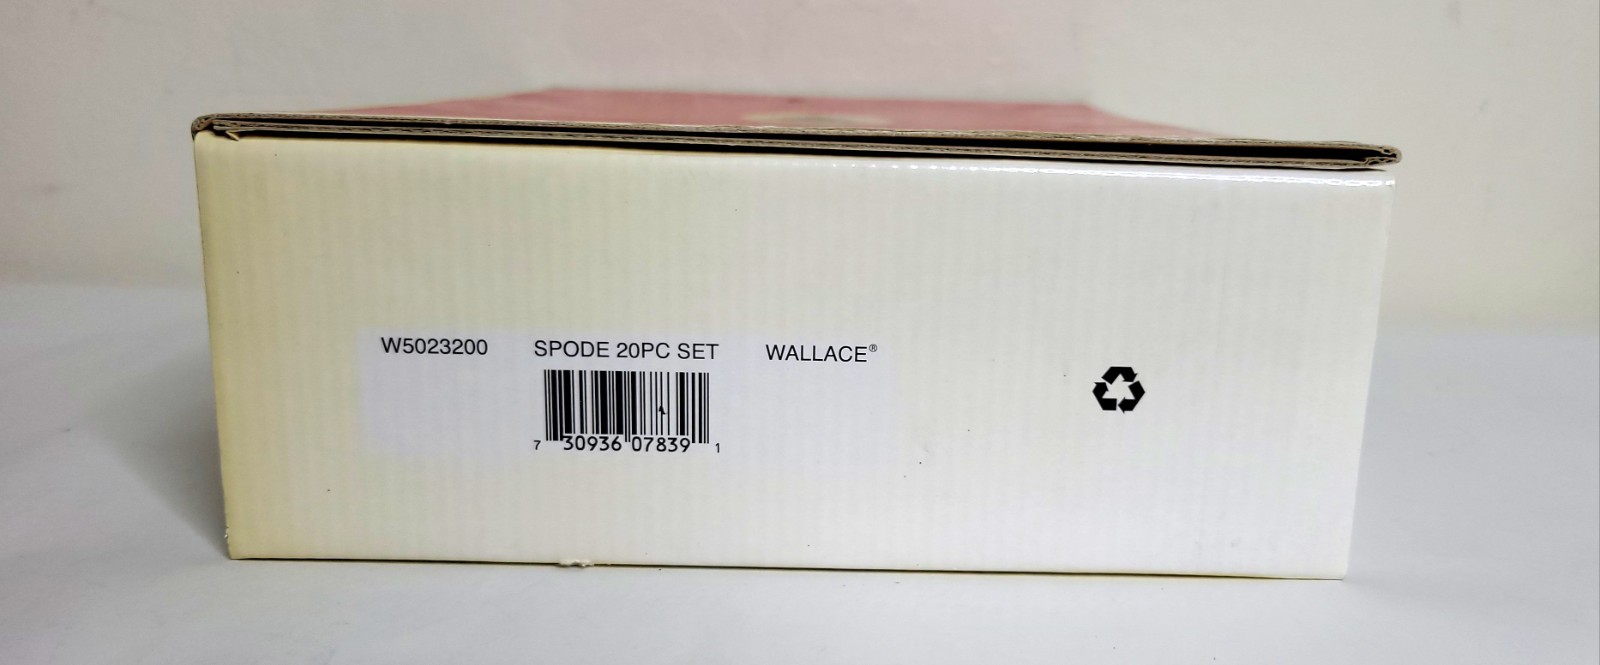 W5023200 SPODE 20PC SET WALLACE®
7 30936 07839 1